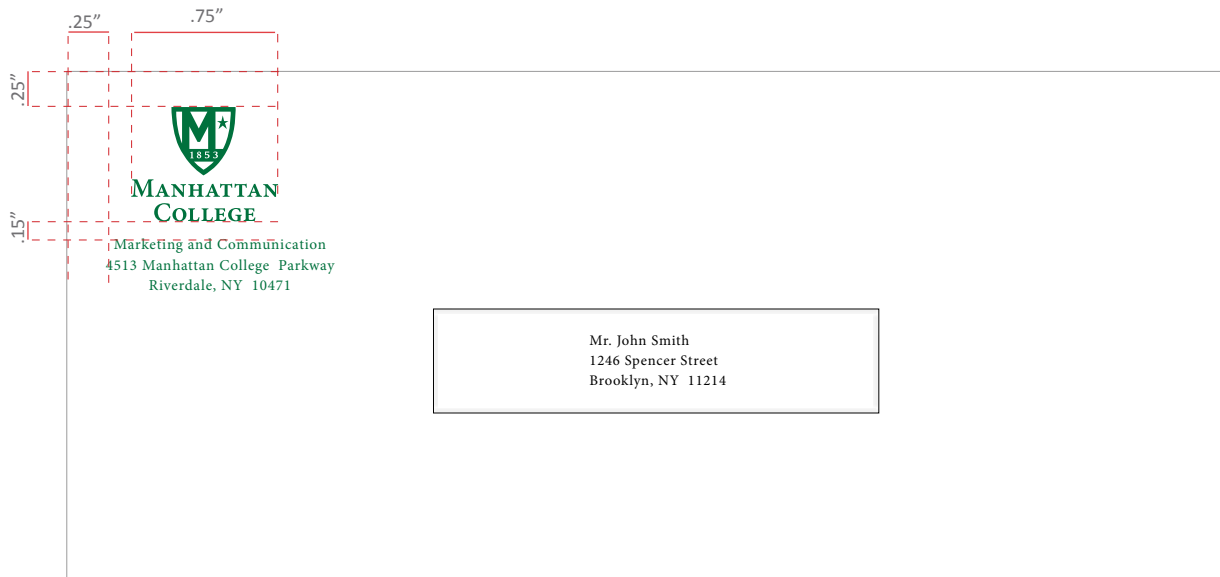 .25”
.75”
.25”
M
1853
MANHATTAN
COLLEGE
.15”
Marketing and Communication
4513 Manhattan College  Parkway
Riverdale, NY  10471
Mr. John Smith
1246 Spencer Street
Brooklyn, NY  11214